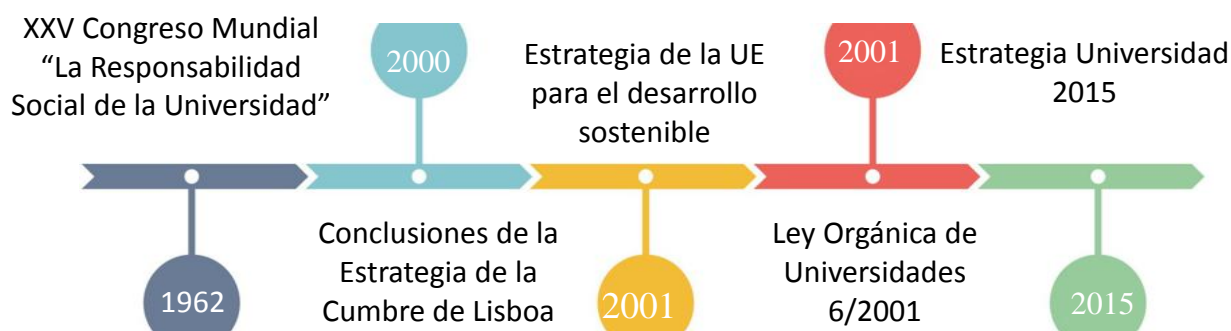 XXV Congreso Mundial
“La Responsabilidad
Social de la Universidad”
1962
2000
Conclusiones de la
Estrategia de la
Cumbre de Lisboa
Estrategia de la UE
para el desarrollo
sostenible
2001
2001
Ley Orgánica de
Universidades
6/2001
Estrategia Universidad
2015
2015